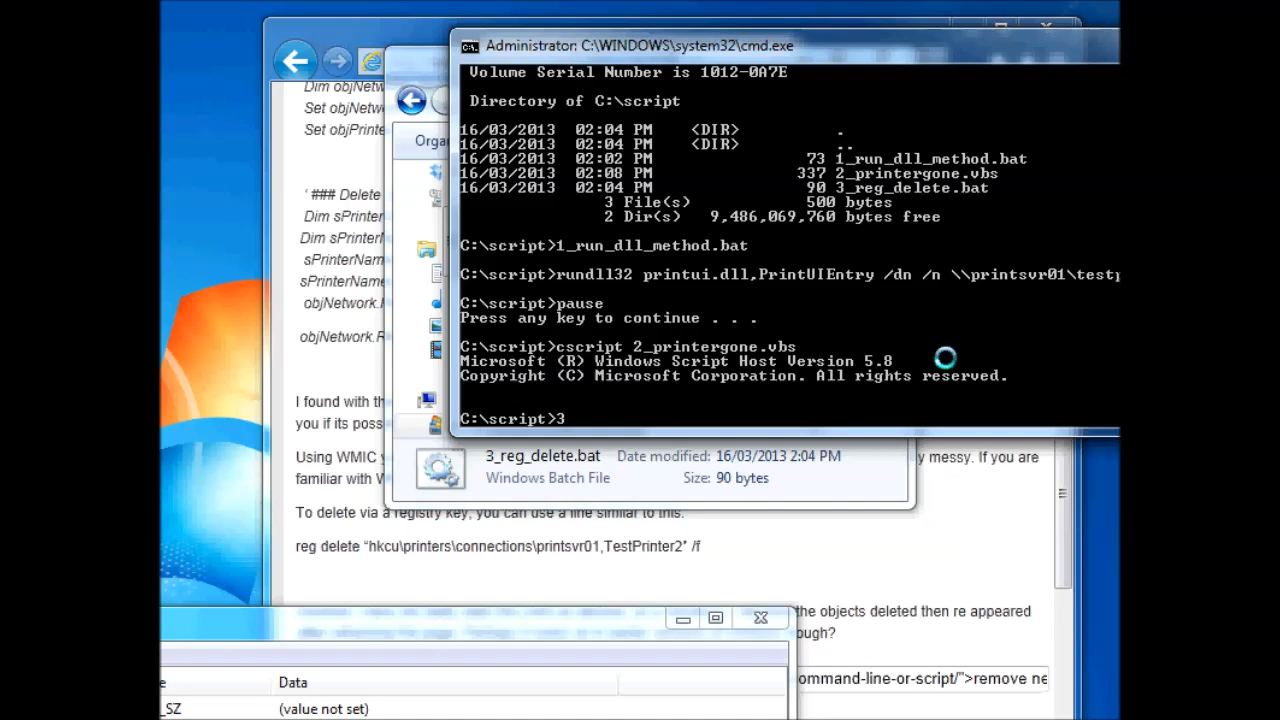 Administrator: C:\WINDOWS\system32\cmd.exe
Volume Serial Number is 1012-0A7E
Directory of C:\script
16/03/2013 02:04 PM <DIR> .
16/03/2013 02:04 PM <DIR> ..
16/03/2013 02:02 PM 73 1_run_dll_method.bat
16/03/2013 02:08 PM 337 2_printergone.vbs
16/03/2013 02:04 PM 90 3_reg_delete.bat
3 File(s) 500 bytes
2 Dir(s) 9,486,069,760 bytes free
C:\script>1_run_dll_method.bat
C:\script>rundll32 printui.dll,PrintUIEntry /dn /n \\printsvr01\testp
C:\script>pause
Press any key to continue . . .
C:\script>cscript 2_printergone.vbs
Microsoft (R) Windows Script Host Version 5.8
Copyright (C) Microsoft Corporation. All rights reserved.
C:\script>3
Dim objNetw
Set objNetw
Set objPrinte
' ### Delete
Dim sPrinter
Dim sPrinterN
sPrinterName
sPrinterName
objNetwork.R
objNetwork.R
Orga
3_reg_delete.bat Date modified: 16/03/2013 2:04 PM
Windows Batch File Size: 90 bytes
I found with th
you if its poss
Using WMIC y
y messy. If you are
familiar with W
To delete via a registry key, you can use a line similar to this.
reg delete “hkcu\printers\connections\printsvr01,TestPrinter2” /f
the objects deleted then re appeared
ough?
ommand-line-or-script/">remove ne
e Data
_SZ (value not set)